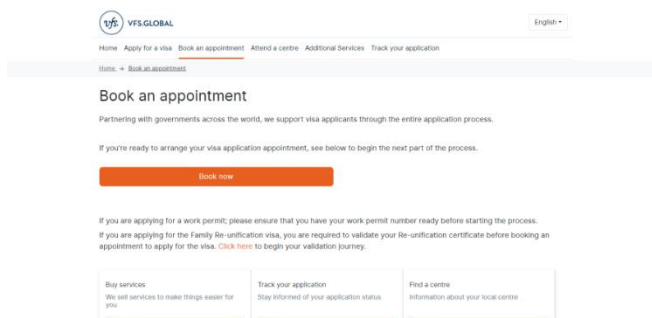 vfs. VFS.GLOBAL
English
Home Apply for a visa Book an appointment Attend a centre Additional Services Track your application
Home → Book an appointment
Book an appointment
Partnering with governments across the world, we support visa applicants through the entire application process.
If you're ready to arrange your visa application appointment, see below to begin the next part of the process.
Book now
If you are applying for a work permit; please ensure that you have your work permit number ready before starting the process.
If you are applying for the Family Re-unification visa, you are required to validate your Re-unification certificate before booking an
appointment to apply for the visa. Click here to begin your validation journey.
Buy services
We sell services to make things easier for
you
Track your application
Stay informed of your application status
Find a centre
Information about your local centre